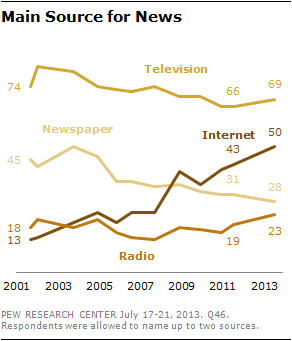 Main Source for News
Television
74
66
69
Newspaper
Internet
50
43
45
31
28
18
13
19
23
Radio
2001 2003 2005 2007 2009 2011 2013
PEW RESEARCH CENTER July 17-21, 2013. Q46.
Respondents were allowed to name up to two sources.